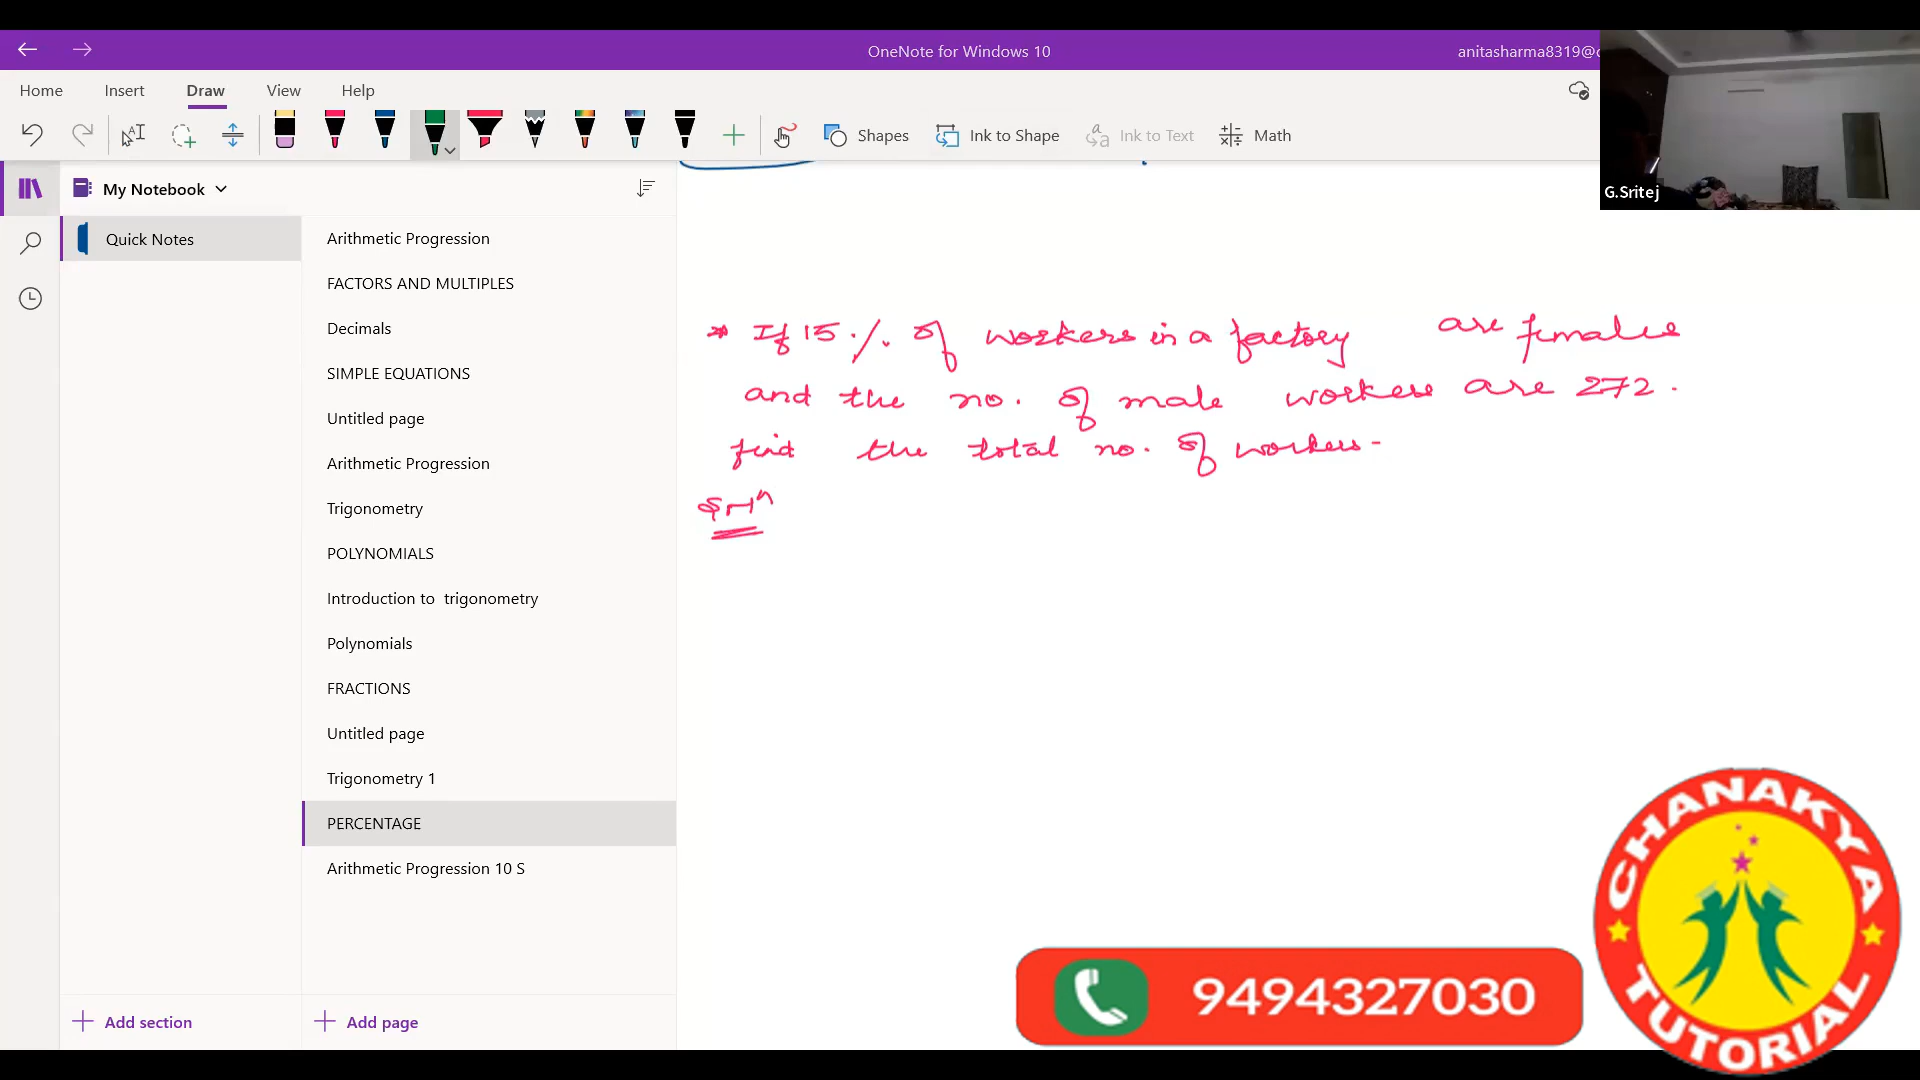 OneNote for Windows 10
anitasharma8319@
Home
Insert
Draw
View
Help
Shapes
Ink to Shape
Ink to Text
Math
G.Sritej
My Notebook
Quick Notes
Arithmetic Progression
FACTORS AND MULTIPLES
Decimals
SIMPLE EQUATIONS
Untitled page
Arithmetic Progression
Trigonometry
POLYNOMIALS
Introduction to trigonometry
Polynomials
FRACTIONS
Untitled page
Trigonometry 1
PERCENTAGE
Arithmetic Progression 10 S
Add section
Add page
* If 15 % of workers in a factory are females
and the no. of male workers are 272.
find the total no. of workers-
Sol^n
9494327030
CHANAKYA
TUTORIAL